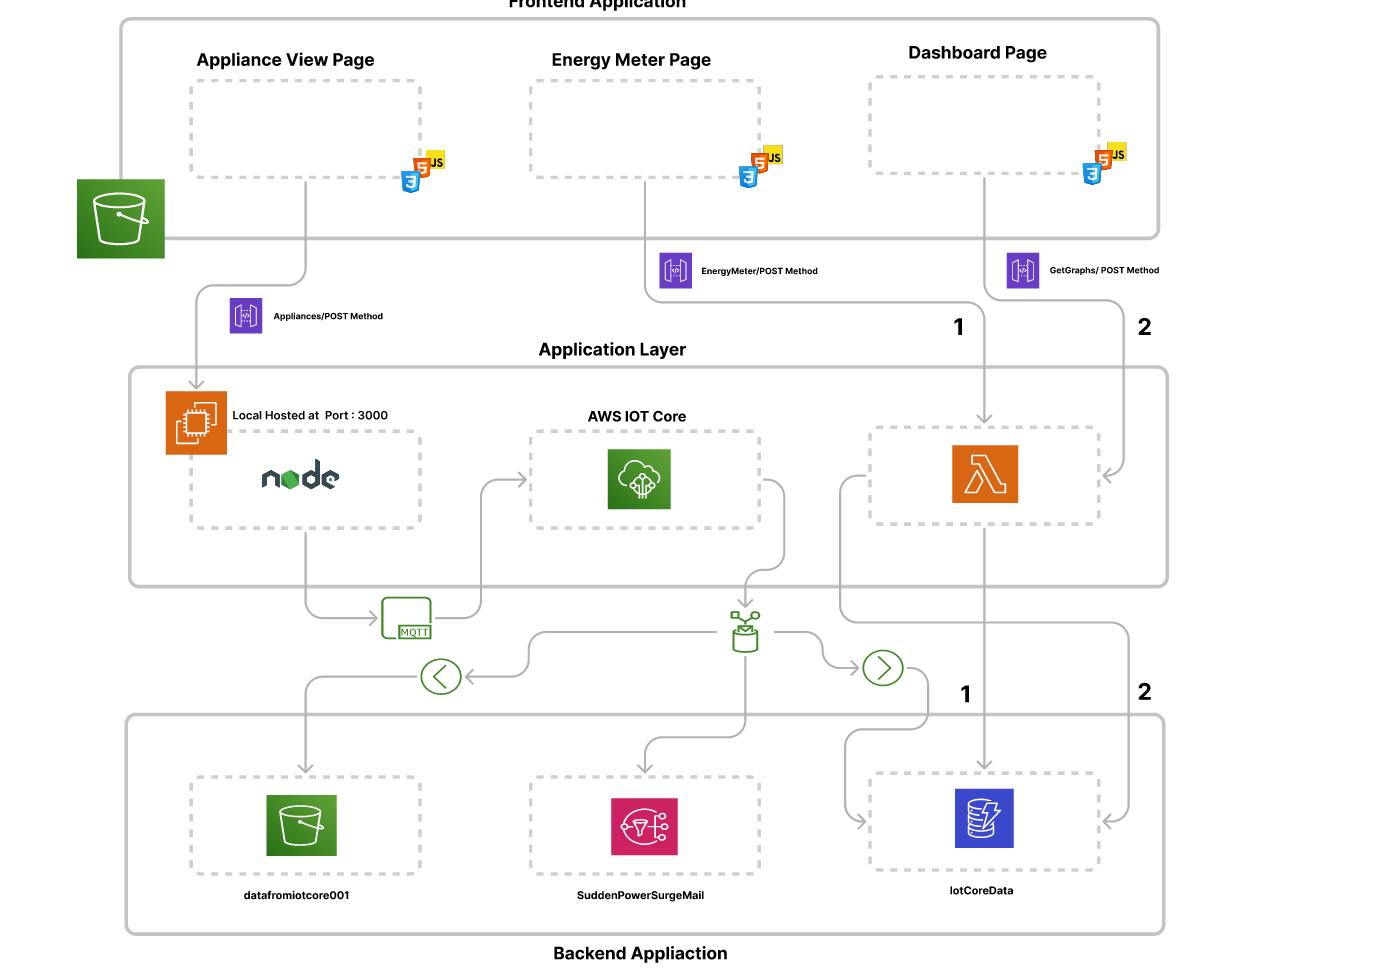 Frontend Application
Appliance View Page
Energy Meter Page
Dashboard Page
JS
5
3
JS
5
3
JS
5
3
EnergyMeter/POST Method
GetGraphs/ POST Method
Appliances/POST Method
1
2
Application Layer
Local Hosted at Port : 3000
AWS IOT Core
node
MQTT
1
2
datafromiotcore001
SuddenPowerSurgeMail
IotCoreData
Backend Appliaction